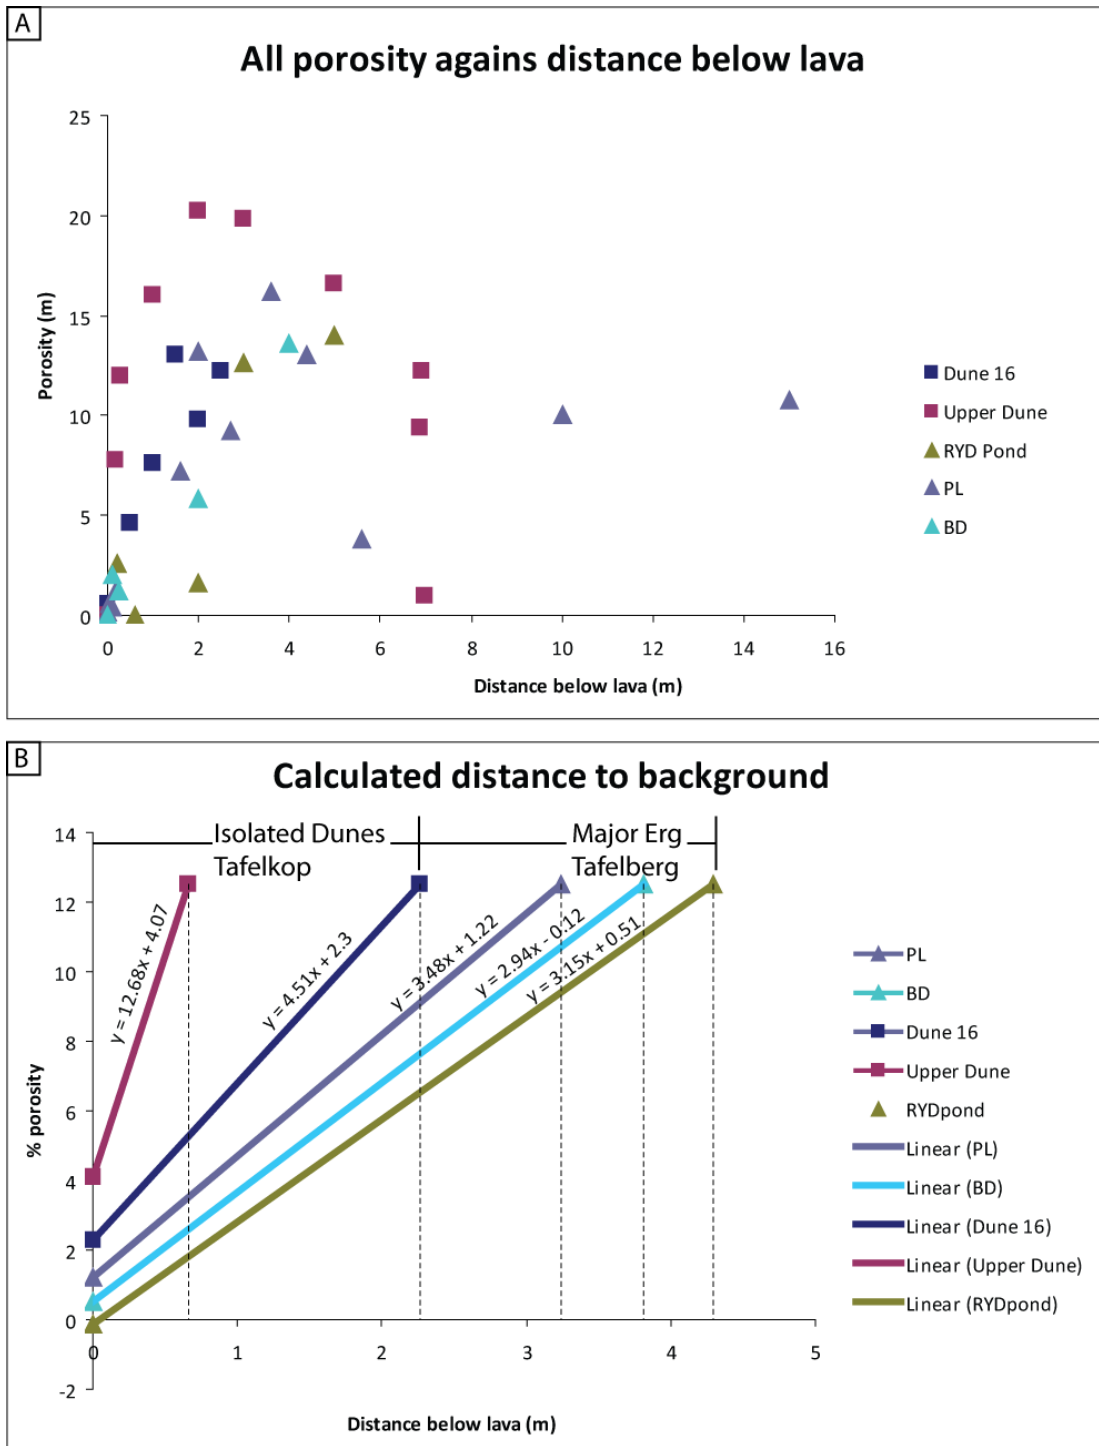 A
All porosity agains distance below lava
25
20
15
10
5
0
Porosity (m)
0 2 4 6 8 10 12 14 16
Distance below lava (m)
Dune 16
Upper Dune
RYD Pond
PL
BD
B
Calculated distance to background
Isolated Dunes
Tafelkop
Major Erg
Tafelberg
14
12
10
8
6
4
2
0
-2
% porosity
y = 12.68x + 4.07
y = 4.51x + 2.3
y = 3.48x + 1.22
y = 2.94x - 0.12
y = 3.15x + 0.51
0 1 2 3 4 5
Distance below lava (m)
PL
BD
Dune 16
Upper Dune
RYDpond
Linear (PL)
Linear (BD)
Linear (Dune 16)
Linear (Upper Dune)
Linear (RYDpond)